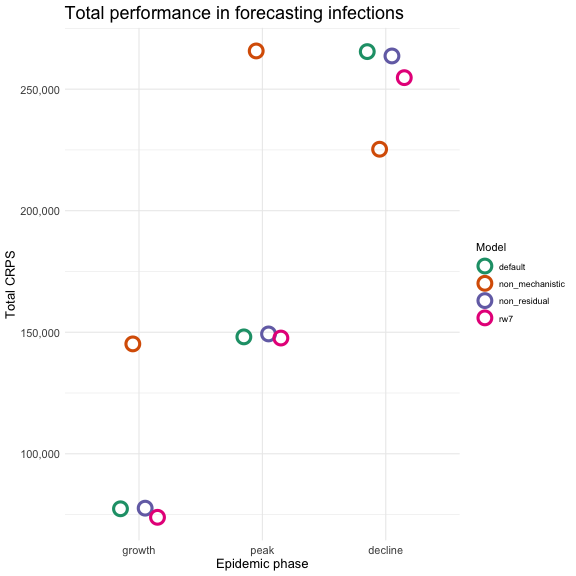 Total performance in forecasting infections
Total CRPS
250,000
200,000
150,000
100,000
growth
peak
decline
Epidemic phase
Model
default
non_mechanistic
non_residual
rw7